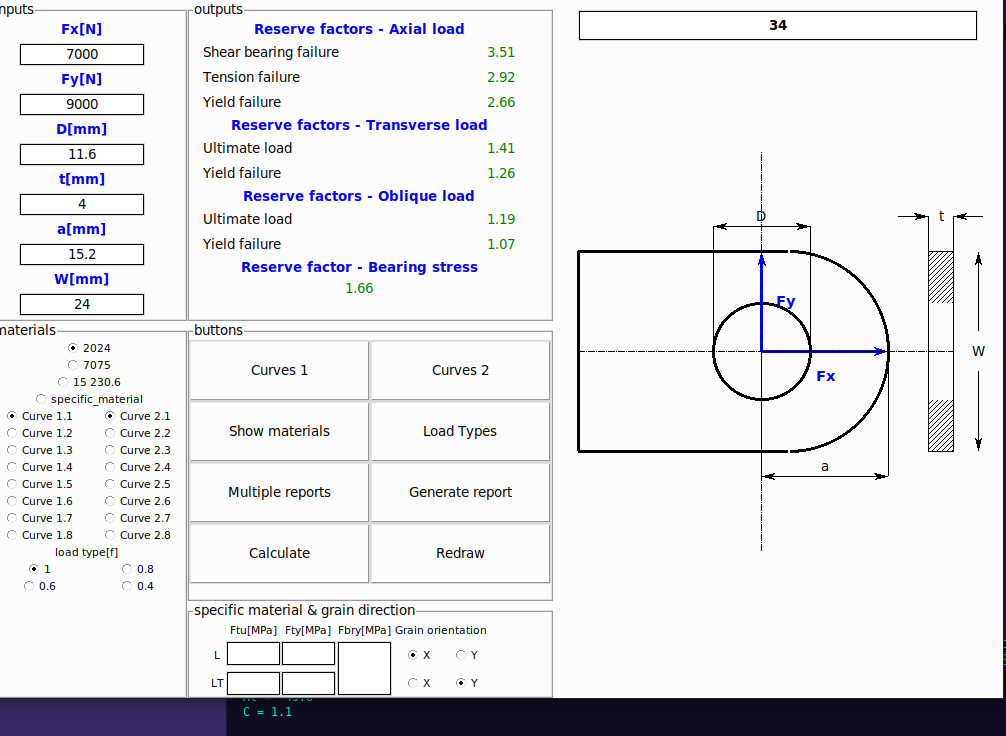 nputs
Fx[N]
7000
Fy[N]
9000
D[mm]
11.6
t[mm]
4
a[mm]
15.2
W[mm]
24
outputs
Reserve factors - Axial load
Shear bearing failure 3.51
Tension failure 2.92
Yield failure 2.66
Reserve factors - Transverse load
Ultimate load 1.41
Yield failure 1.26
Reserve factors - Oblique load
Ultimate load 1.19
Yield failure 1.07
Reserve factor - Bearing stress
1.66
34
D
t
Fy
W
Fx
a
materials
2024
7075
15 230.6
specific_material
Curve 1.1 Curve 2.1
Curve 1.2 Curve 2.2
Curve 1.3 Curve 2.3
Curve 1.4 Curve 2.4
Curve 1.5 Curve 2.5
Curve 1.6 Curve 2.6
Curve 1.7 Curve 2.7
Curve 1.8 Curve 2.8
load type[f]
1 0.8
0.6 0.4
buttons
Curves 1 Curves 2
Show materials Load Types
Multiple reports Generate report
Calculate Redraw
specific material & grain direction
Ftu[MPa] Fty[MPa] Fbry[MPa] Grain orientation
L X Y
LT X Y
C = 1.1